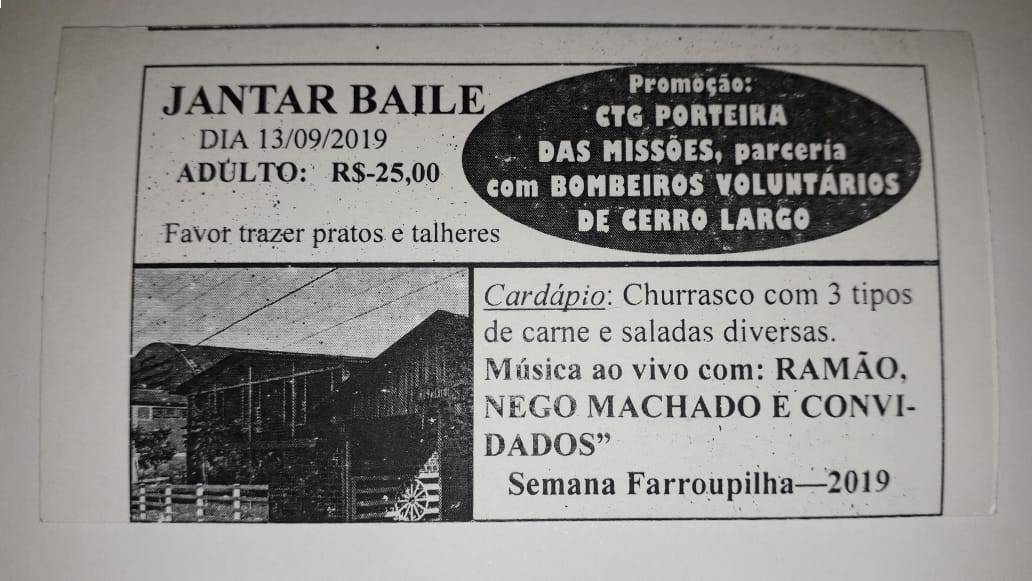 JANTAR BAILE
DIA 13/09/2019
ADULTO: R$-25,00
Favor trazer pratos e talheres
Promoção:
CTG PORTEIRA
DAS MISSÕES, parceria
com BOMBEIROS VOLUNTÁRIOS
DE CERRO LARGO
Cardápio: Churrasco com 3 tipos
de carne e saladas diversas.
Música ao vivo com: RAMÃO,
NEGO MACHADO E CONVI-
DADOS”
Semana Farroupilha—2019